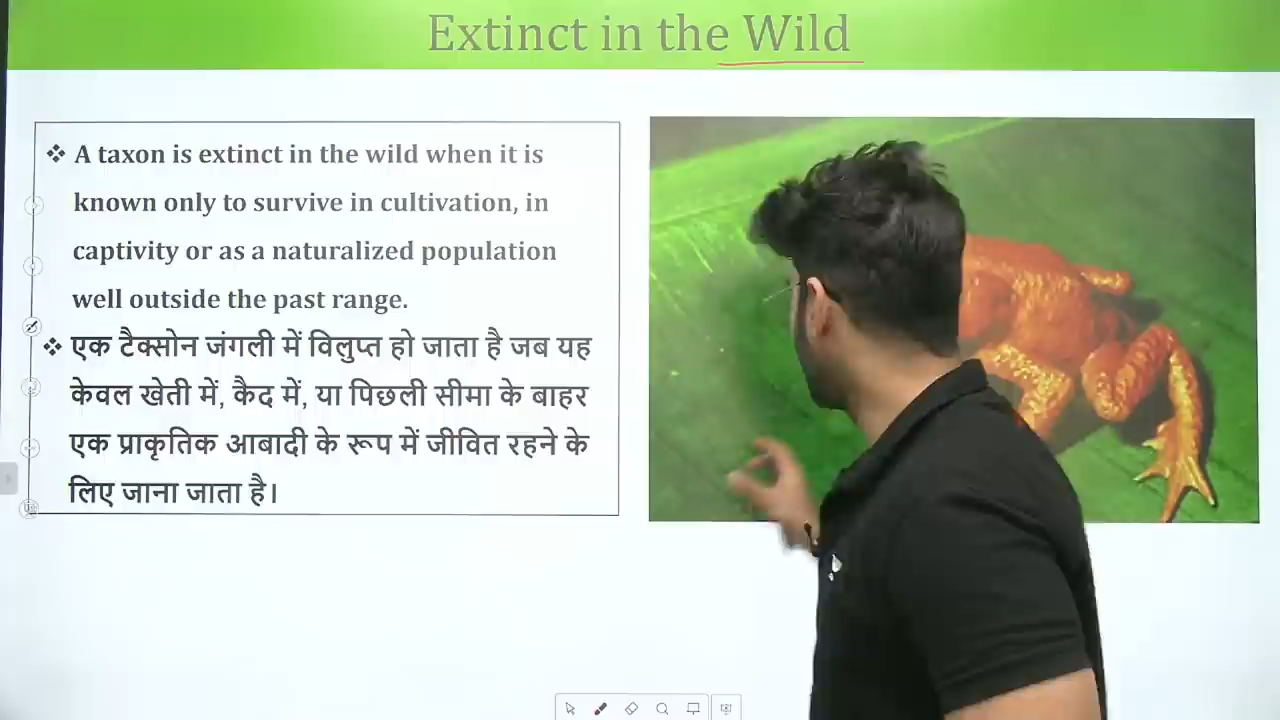 Extinct in the Wild
❖ A taxon is extinct in the wild when it is
known only to survive in cultivation, in
captivity or as a naturalized population
well outside the past range.
❖ एक टैक्सोन जंगली में विलुप्त हो जाता है जब यह
केवल खेती में, कैद में, या पिछली सीमा के बाहर
एक प्राकृतिक आबादी के रूप में जीवित रहने के
लिए जाना जाता है।